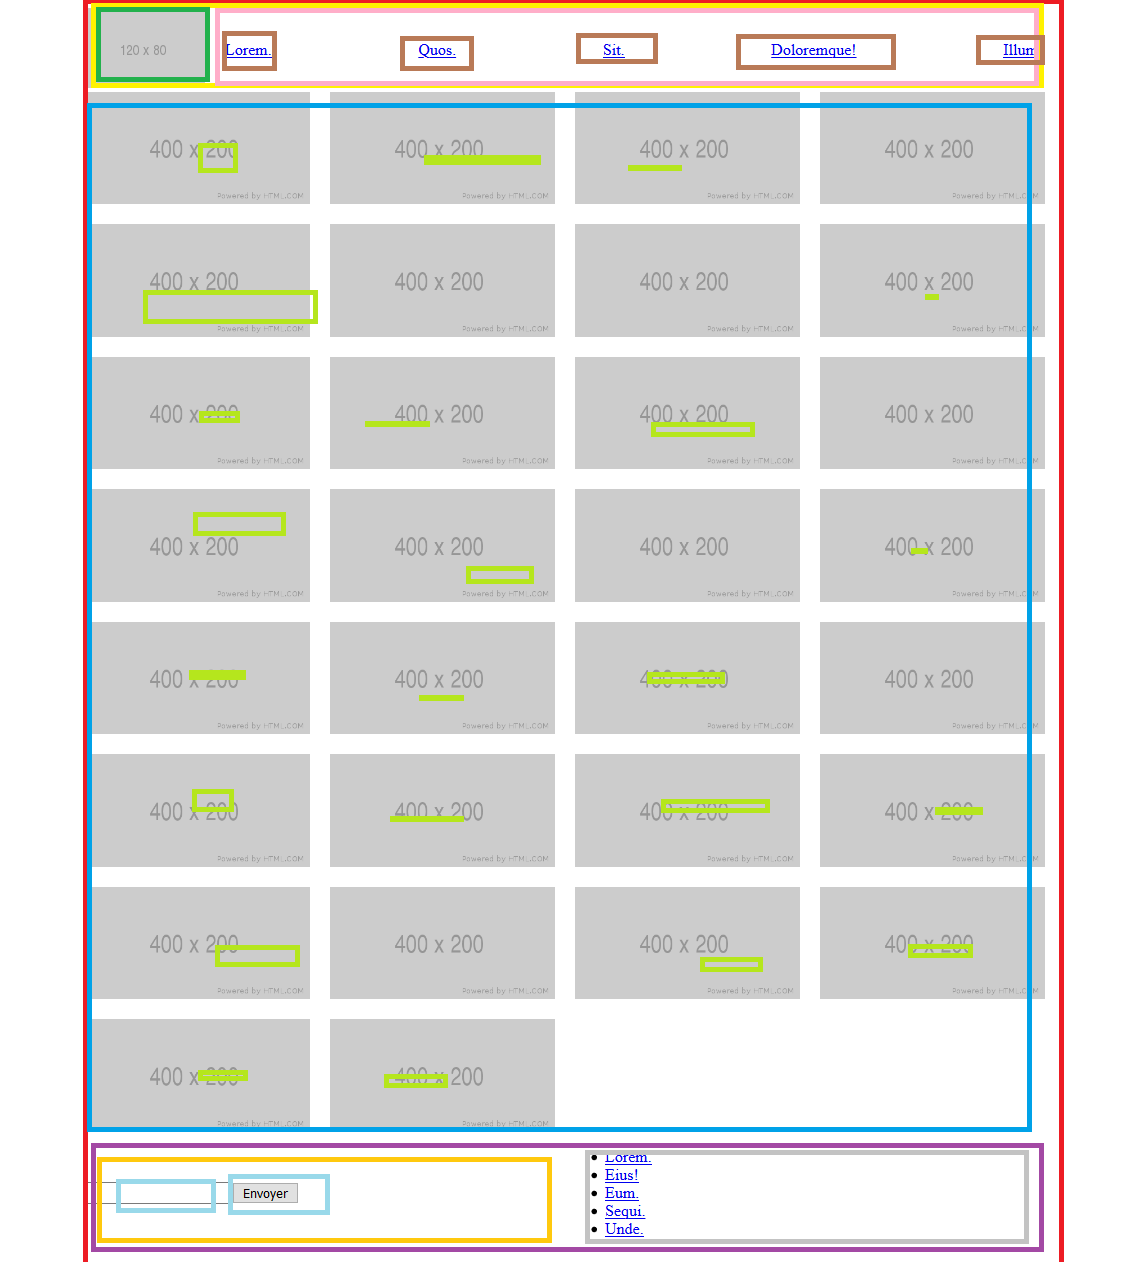 120 x 80
Lorem. Quos. Sit. Doloremque! Illum
400 x 200 400 x 200 400 x 200 400 x 200
Powered by HTML.COM Powered by HTML.COM Powered by HTML.COM Powered by HTML.COM
400 x 200 400 x 200 400 x 200 400 x 200
Powered by HTML.COM Powered by HTML.COM Powered by HTML.COM Powered by HTML.COM
400 x 200 400 x 200 400 x 200 400 x 200
Powered by HTML.COM Powered by HTML.COM Powered by HTML.COM Powered by HTML.COM
400 x 200 400 x 200 400 x 200 400 x 200
Powered by HTML.COM Powered by HTML.COM Powered by HTML.COM Powered by HTML.COM
400 x 200 400 x 200 400 x 200 400 x 200
Powered by HTML.COM Powered by HTML.COM Powered by HTML.COM Powered by HTML.COM
400 x 200 400 x 200 400 x 200 400 x 200
Powered by HTML.COM Powered by HTML.COM Powered by HTML.COM Powered by HTML.COM
400 x 200 400 x 200 400 x 200 400 x 200
Powered by HTML.COM Powered by HTML.COM Powered by HTML.COM Powered by HTML.COM
400 x 200 400 x 200
Powered by HTML.COM Powered by HTML.COM
Envoyer
Lorem.
Eius!
Eum.
Sequi.
Unde.